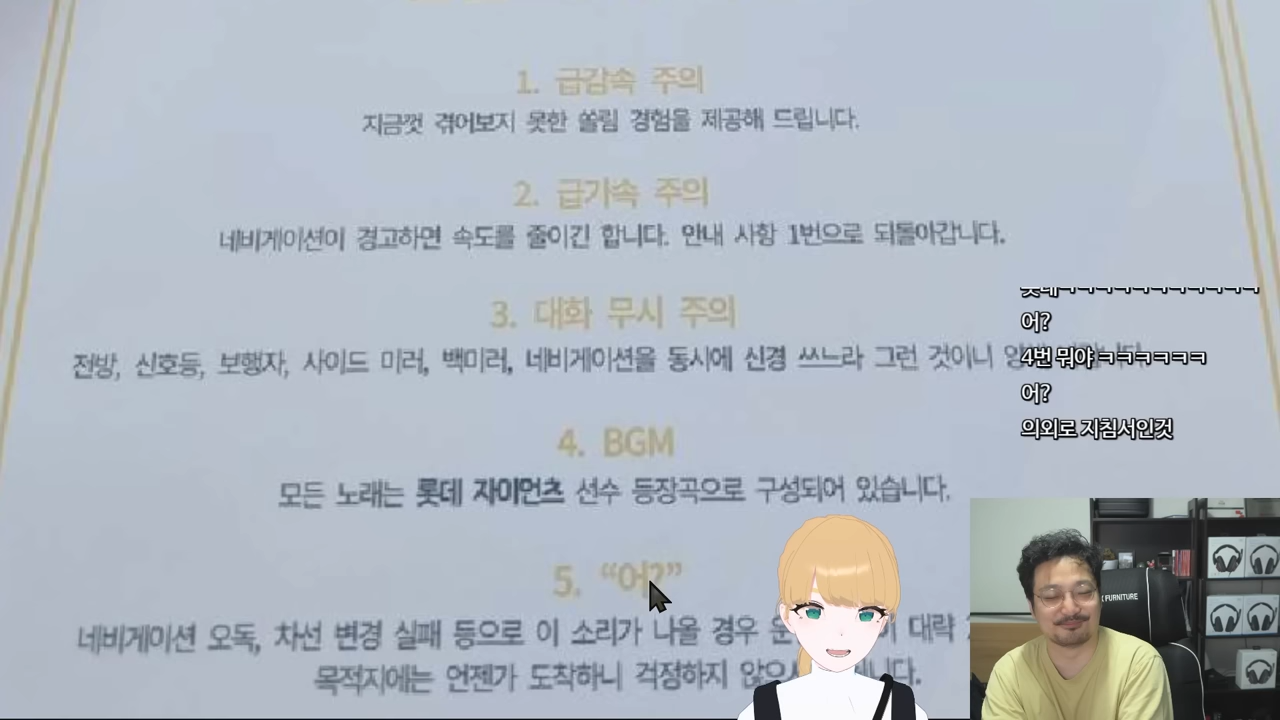 1. 급감속 주의
지금껏 겪어보지 못한 쏠림 경험을 제공해 드립니다.
2. 급가속 주의
네비게이션이 경고하면 속도를 줄이긴 합니다. 안내 사항 1번으로 되돌아갑니다.
3. 대화 무시 주의
전방, 신호등, 보행자, 사이드 미러, 백미러, 네비게이션을 동시에 신경 쓰느라 그런 것이니
4. BGM
모든 노래는 롯데 자이언츠 선수 등장곡으로 구성되어 있습니다.
5. “어?”
네비게이션 오독, 차선 변경 실패 등으로 이 소리가 나올 경우 대략
목적지에는 언젠가 도착하니 걱정하지
어?
4번 뭐야ㅋㅋㅋㅋㅋㅋ
어?
의외로 지침서인것
FURNITURE